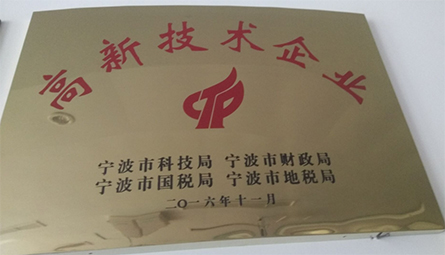 高新技术企业
宁波市科技局 宁波市财政局
宁波市国税局 宁波市地税局
二〇一六年十一月